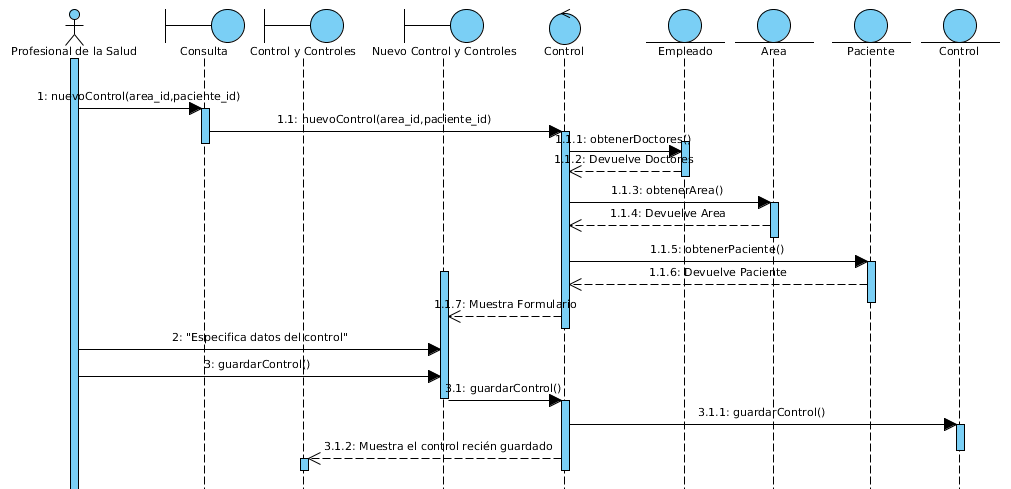 Profesional de la Salud
Consulta
Control y Controles
Nuevo Control y Controles
Control
Empleado
Area
Paciente
Control
1: nuevoControl(area_id,paciente_id)
1.1: nuevoControl(area_id,paciente_id)
1.1.1: obtenerDoctores()
1.1.2: Devuelve Doctores
1.1.3: obtenerArea()
1.1.4: Devuelve Area
1.1.5: obtenerPaciente()
1.1.6: Devuelve Paciente
1.1.7: Muestra Formulario
2: "Especifica datos del control"
3: guardarControl()
3.1: guardarControl()
3.1.1: guardarControl()
3.1.2: Muestra el control recién guardado